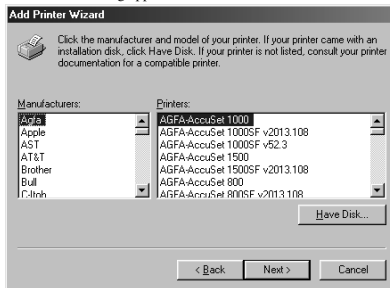 Add Printer Wizard
Click the manufacturer and model of your printer. If your printer came with an
installation disk, click Have Disk. If your printer is not listed, consult your printer
documentation for a compatible printer.
Manufacturers:
Agfa
Apple
AST
AT&T
Brother
Bull
C-Itoh
Printers:
AGFA-AccuSet 1000
AGFA-AccuSet 1000SF v2013.108
AGFA-AccuSet 1000SF v52.3
AGFA-AccuSet 1500
AGFA-AccuSet 1500SF v2013.108
AGFA-AccuSet 800
AGFA-AccuSet 800SF v2013.108
Have Disk...
< Back Next > Cancel